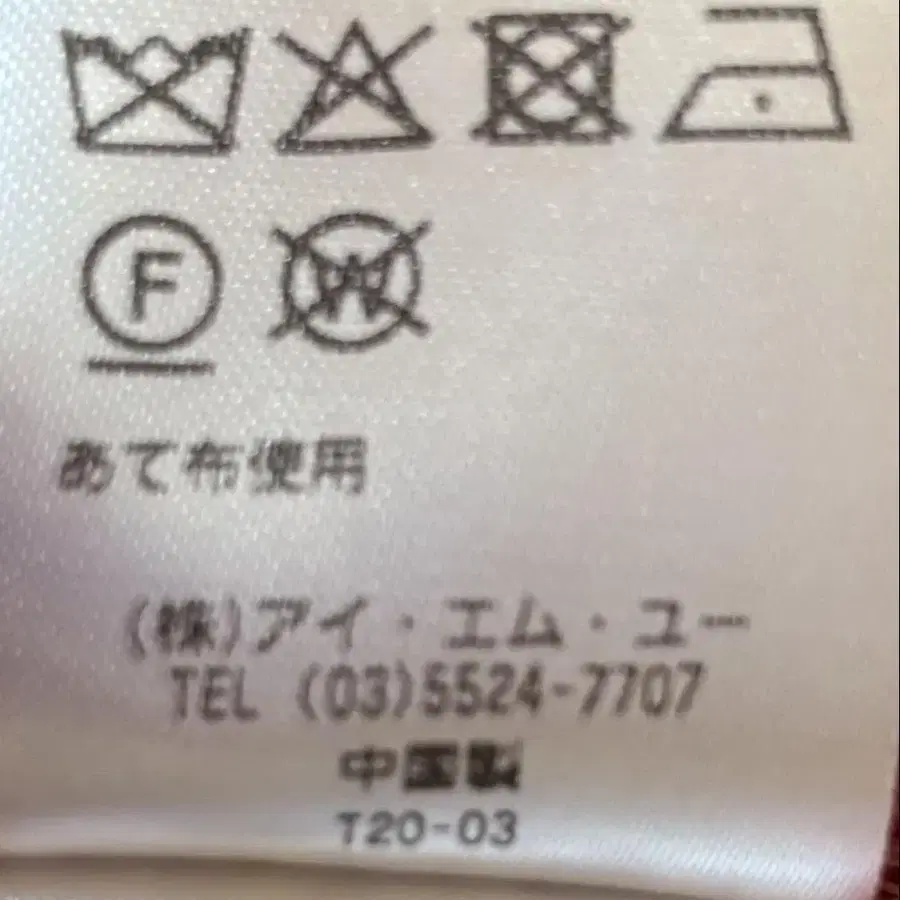 F W
あて布使用
(株)アイ・エム・ユー
TEL (03)5524-7707
中国製
T20-03